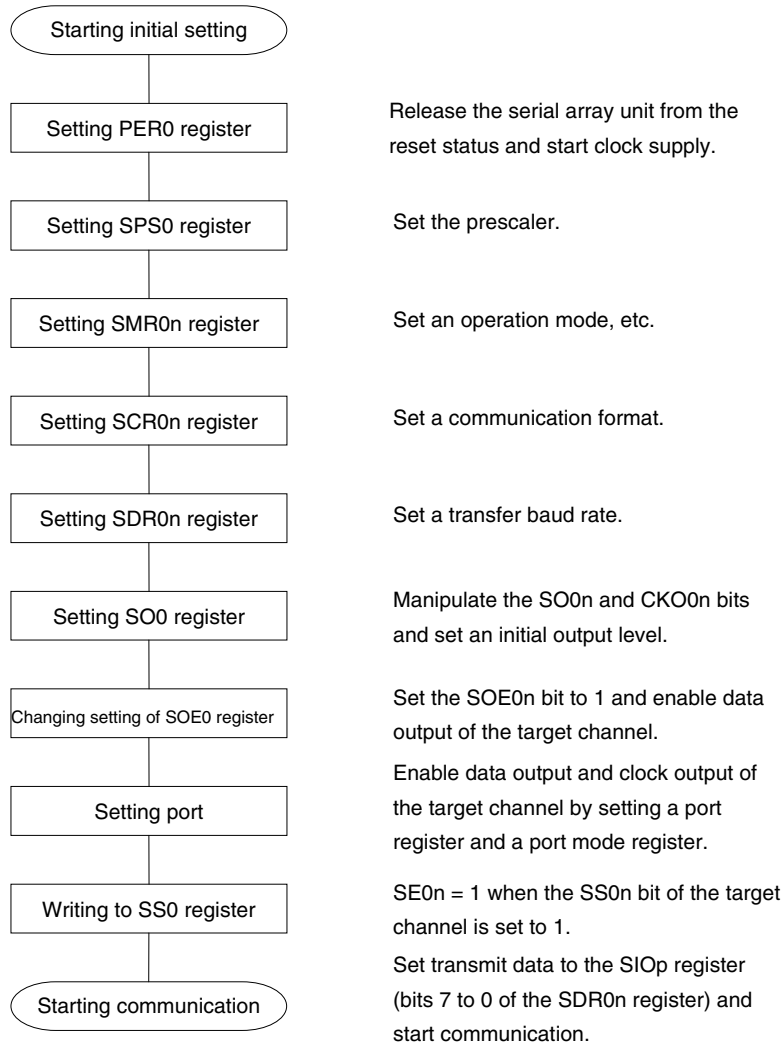 Starting initial setting
Setting PER0 register
Release the serial array unit from the
reset status and start clock supply.
Setting SPS0 register
Set the prescaler.
Setting SMR0n register
Set an operation mode, etc.
Setting SCR0n register
Set a communication format.
Setting SDR0n register
Set a transfer baud rate.
Setting SO0 register
Manipulate the SO0n and CKO0n bits
and set an initial output level.
Changing setting of SOE0 register
Set the SOE0n bit to 1 and enable data
output of the target channel.
Setting port
Enable data output and clock output of
the target channel by setting a port
register and a port mode register.
Writing to SS0 register
SE0n = 1 when the SS0n bit of the target
channel is set to 1.
Starting communication
Set transmit data to the SIOp register
(bits 7 to 0 of the SDR0n register) and
start communication.